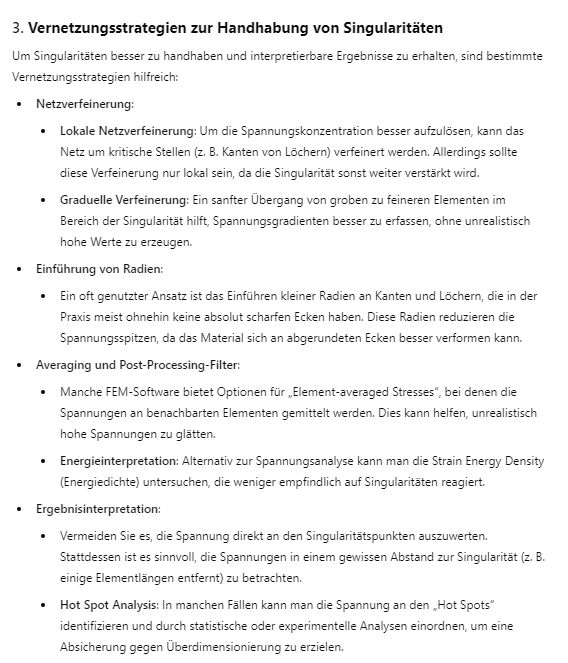 3. Vernetzungsstrategien zur Handhabung von Singularitäten
Um Singularitäten besser zu handhaben und interpretierbare Ergebnisse zu erhalten, sind bestimmte
Vernetzungsstrategien hilfreich:
• Netzverfeinerung:
• Lokale Netzverfeinerung: Um die Spannungskonzentration besser aufzulösen, kann das
Netz um kritische Stellen (z. B. Kanten von Löchern) verfeinert werden. Allerdings sollte
diese Verfeinerung nur lokal sein, da die Singularität sonst weiter verstärkt wird.
• Graduelle Verfeinerung: Ein sanfter Übergang von groben zu feineren Elementen im
Bereich der Singularität hilft, Spannungsgradienten besser zu erfassen, ohne unrealistisch
hohe Werte zu erzeugen.
• Einführung von Radien:
• Ein oft genutzter Ansatz ist das Einführen kleiner Radien an Kanten und Löchern, die in der
Praxis meist ohnehin keine absolut scharfen Ecken haben. Diese Radien reduzieren die
Spannungsspitzen, da das Material sich an abgerundeten Ecken besser verformen kann.
• Averaging und Post-Processing-Filter:
• Manche FEM-Software bietet Optionen für „Element-averaged Stresses“, bei denen die
Spannungen an benachbarten Elementen gemittelt werden. Dies kann helfen, unrealistisch
hohe Spannungen zu glätten.
• Energieinterpretation: Alternativ zur Spannungsanalyse kann man die Strain Energy Density
(Energiedichte) untersuchen, die weniger empfindlich auf Singularitäten reagiert.
• Ergebnisinterpretation:
• Vermeiden Sie es, die Spannung direkt an den Singularitätspunkten auszuwerten.
Stattdessen ist es sinnvoll, die Spannungen in einem gewissen Abstand zur Singularität (z. B.
einige Elementlängen entfernt) zu betrachten.
• Hot Spot Analysis: In manchen Fällen kann man die Spannung an den „Hot Spots“
identifizieren und durch statistische oder experimentelle Analysen einordnen, um eine
Absicherung gegen Überdimensionierung zu erzielen.